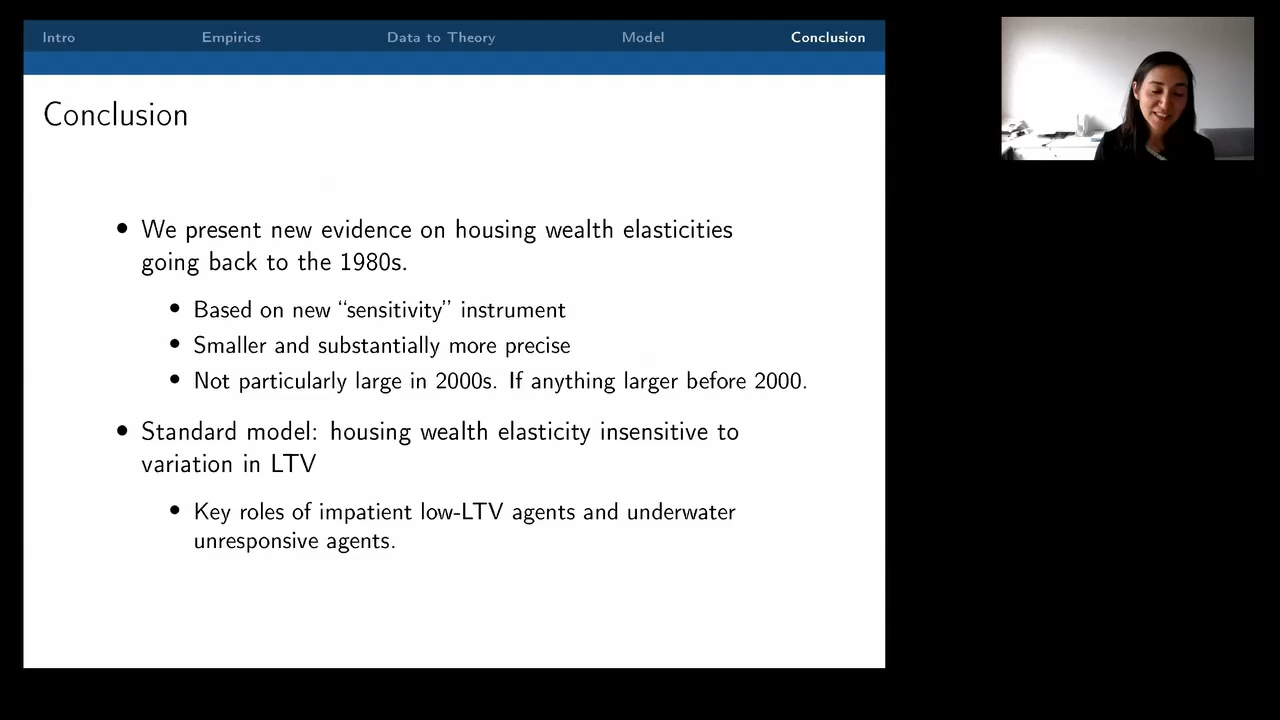 Intro Empirics Data to Theory Model Conclusion
Conclusion
• We present new evidence on housing wealth elasticities
going back to the 1980s.
• Based on new “sensitivity” instrument
• Smaller and substantially more precise
• Not particularly large in 2000s. If anything larger before 2000.
• Standard model: housing wealth elasticity insensitive to
variation in LTV
• Key roles of impatient low-LTV agents and underwater
unresponsive agents.